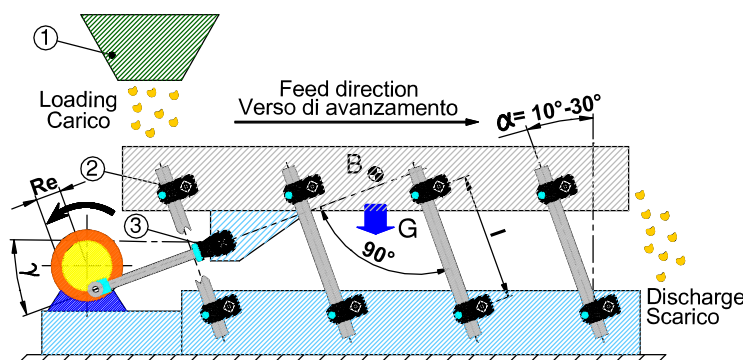 1
Loading
Carico
Feed direction
Verso di avanzamento
α= 10°-30°
Re
2
B
3
G
90°
l
Discharge
Scarico